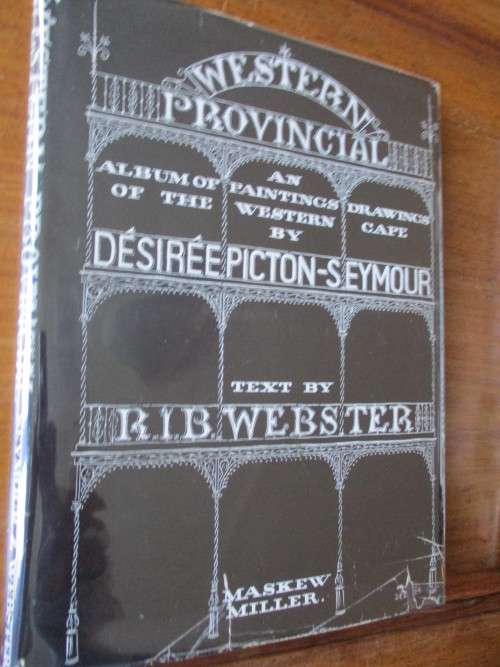 WESTERN
PROVINCIAL
AN
ALBUM OF PAINTINGS DRAWINGS
OF THE WESTERN CAPE
BY
DÉSIRÉE PICTON-SEYMOUR
TEXT BY
R.I.B. WEBSTER
MASKEW
MILLER.